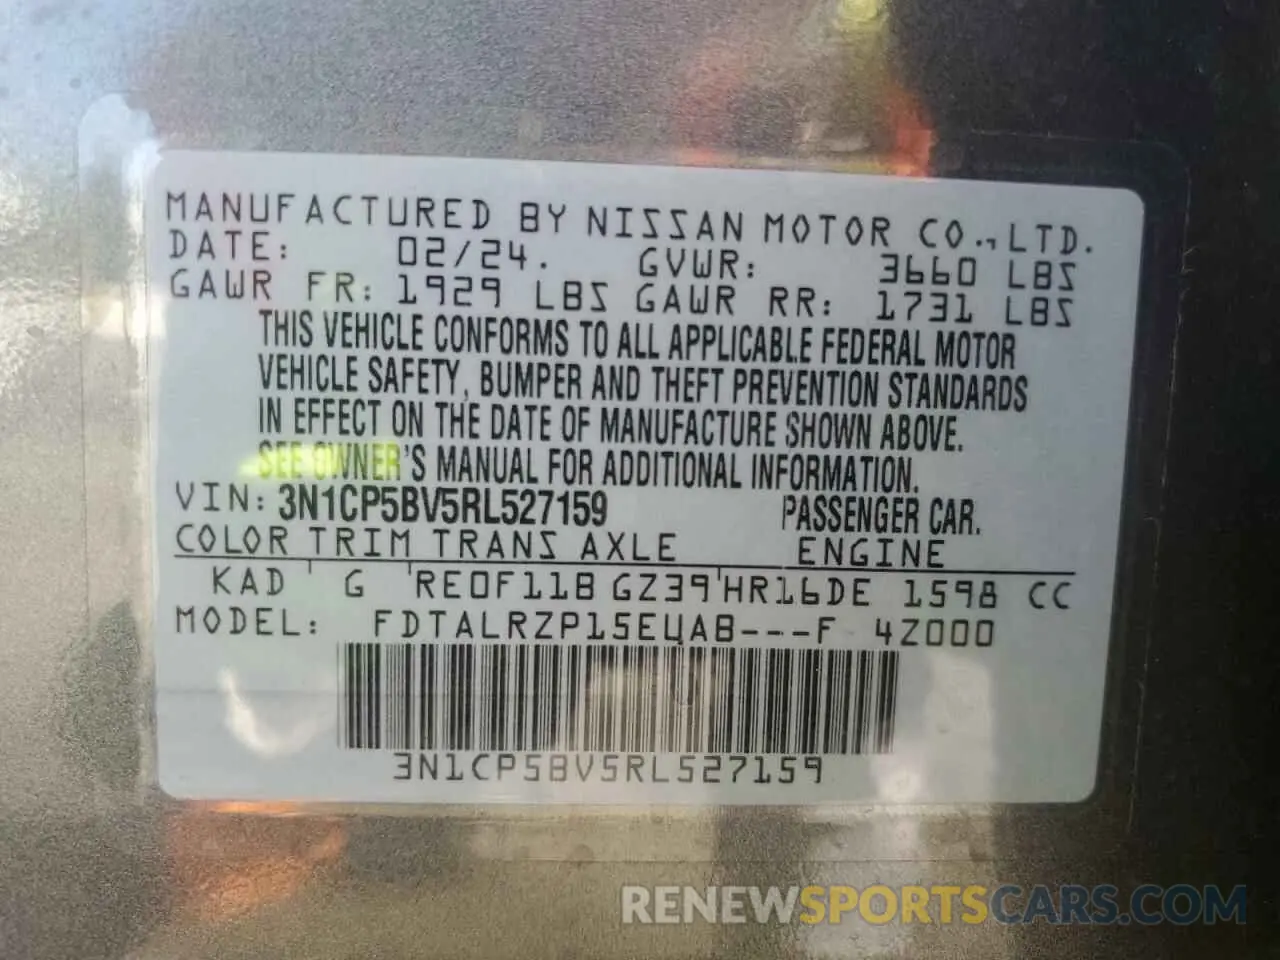 MANUFACTURED BY NISSAN MOTOR CO., LTD.
DATE: 02/24. GVWR: 3660 LBS
GAWR FR: 1929 LBS GAWR RR: 1731 LBS
THIS VEHICLE CONFORMS TO ALL APPLICABLE FEDERAL MOTOR
VEHICLE SAFETY, BUMPER AND THEFT PREVENTION STANDARDS
IN EFFECT ON THE DATE OF MANUFACTURE SHOWN ABOVE.
SEE OWNER'S MANUAL FOR ADDITIONAL INFORMATION.
VIN: 3N1CP5BV5RL527159 PASSENGER CAR.
COLOR TRIM TRANS AXLE ENGINE
KAD G RE0F11B GZ39 HR16DE 1598 CC
MODEL: FDTALRZP15EUAB---F 4Z000
3N1CP5BV5RL527159
RENEWSPORTSCARS.COM